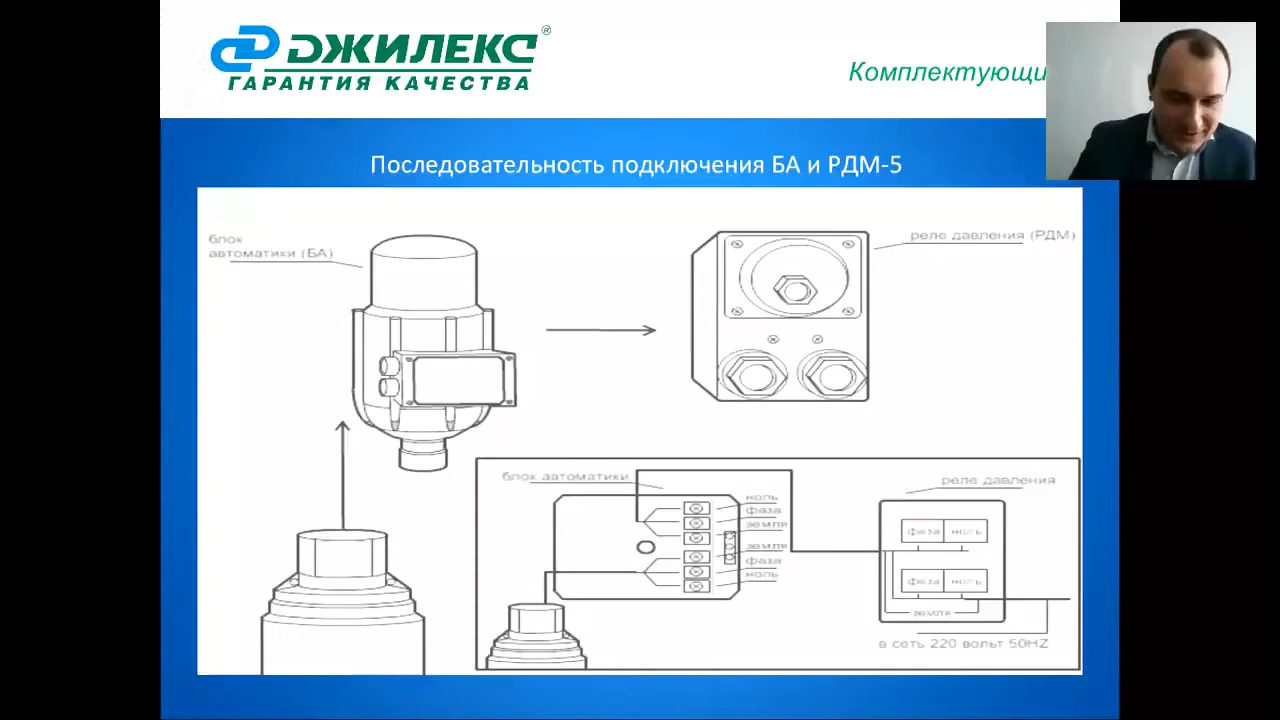 ДЖИЛЕКС®
ГАРАНТИЯ КАЧЕСТВА
Комплектующи
Последовательность подключения БА и РДМ-5
блок
автоматики (БА)
реле давления (РДМ)
блок автоматики
реле давления
ноль
фаза
земля
земля
фаза
ноль
фаза ноль
фаза ноль
земля
в сеть 220 вольт 50HZ